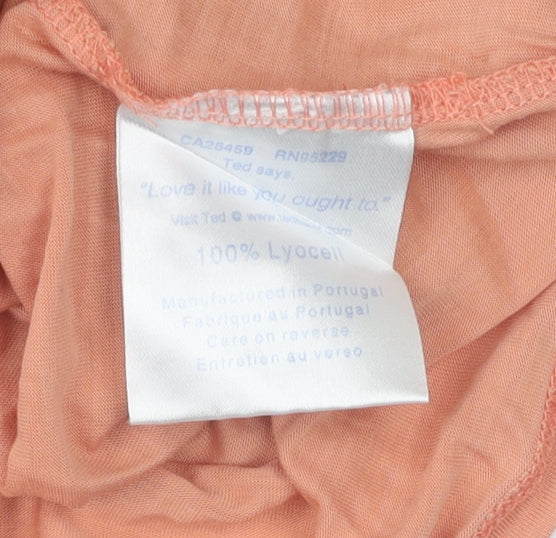 CA25459 RN95229
Ted says,
"Love it like you ought to."
Visit Ted @ www.
100% Lyocell
Manufactured in Portugal
Fabrique au Portugal
Care on reverse
Entretien au verso